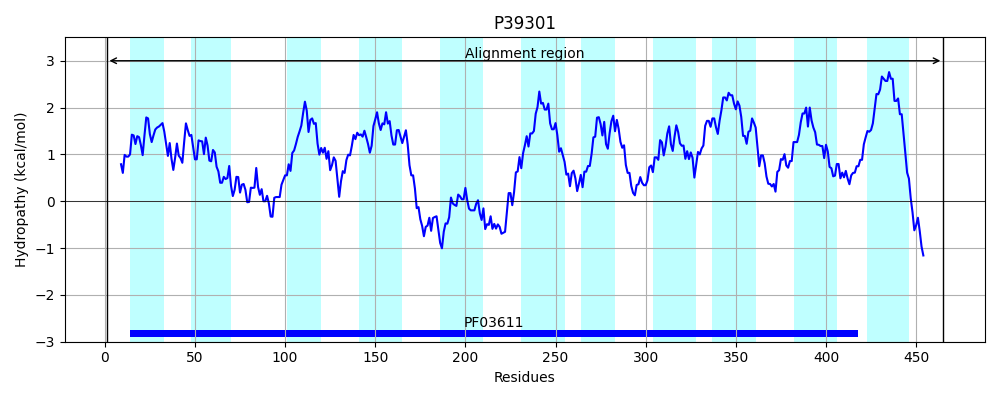 P39301
Alignment region
3
2
1
0
−1
−2
−3
Hydropathy (kcal/mol)
PF03611
0 50 100 150 200 250 300 350 400 450
Residues